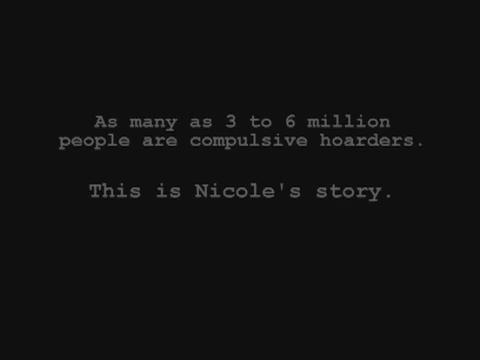 As many as 3 to 6 million
people are compulsive hoarders.
This is Nicole's story.